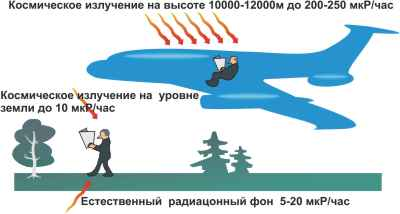 Космическое излучение на высоте 10000-12000м до 200-250 мкР/час
Космическое излучение на уровне
земли до 10 мкР/час
Естественный радиацонный фон 5-20 мкР/час